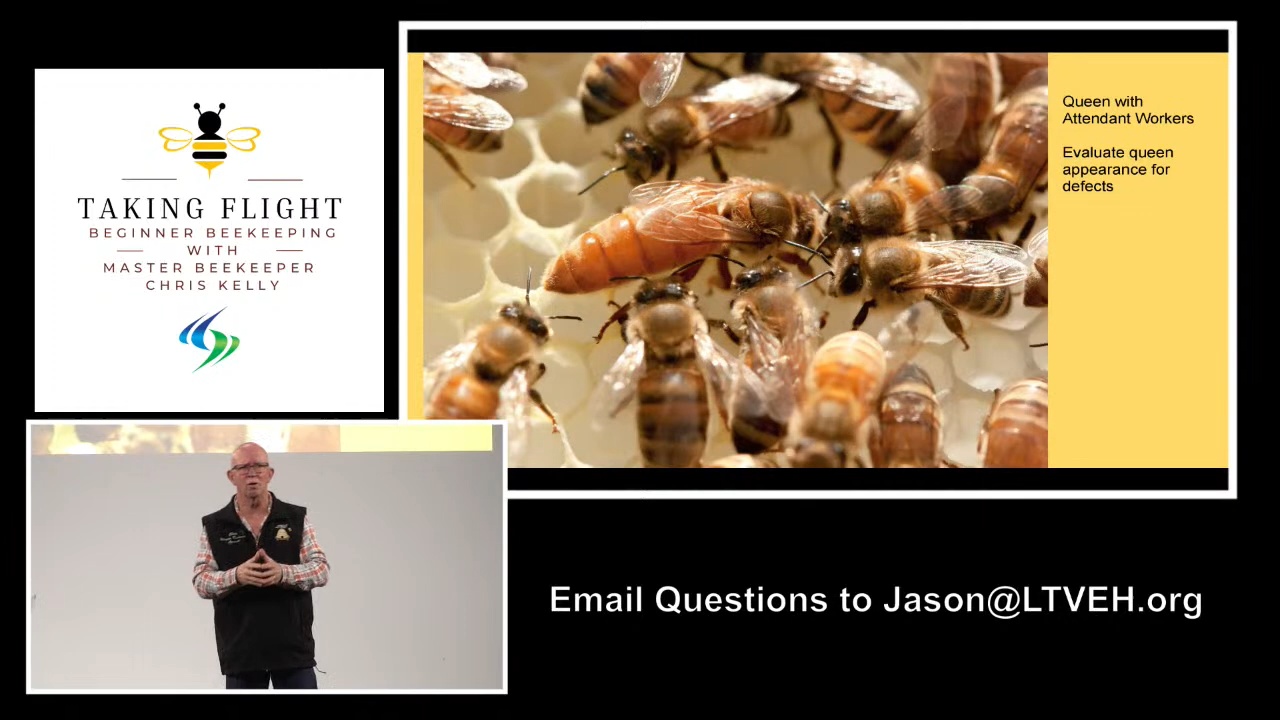 TAKING FLIGHT
BEGINNER BEEKEEPING
WITH
MASTER BEEKEEPER
CHRIS KELLY
Queen with
Attendant Workers
Evaluate queen
appearance for
defects
Email Questions to Jason@LTVEH.org